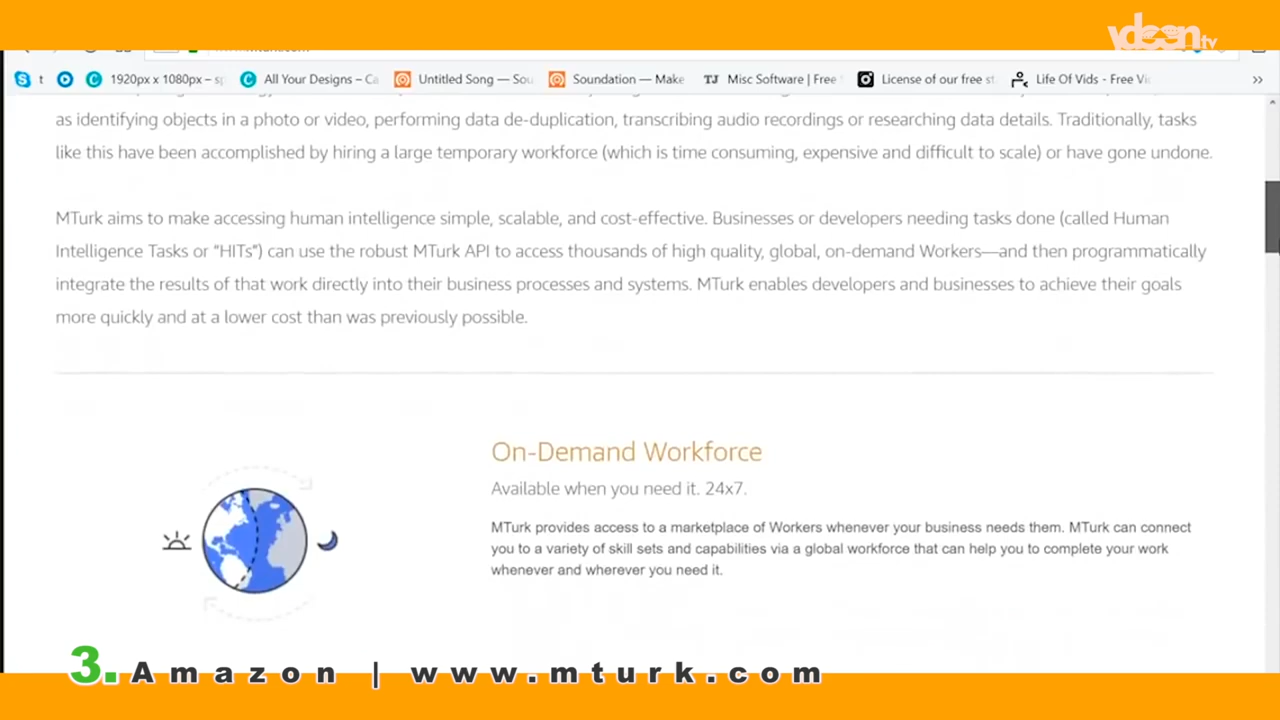 vdeen tv
t
1920px x 1080px – s
All Your Designs – Ca
Untitled Song — Sou
Soundation — Make
TJ Misc Software | Free
License of our free st
Life Of Vids - Free Vi
»
as identifying objects in a photo or video, performing data de-duplication, transcribing audio recordings or researching data details. Traditionally, tasks
like this have been accomplished by hiring a large temporary workforce (which is time consuming, expensive and difficult to scale) or have gone undone.
MTurk aims to make accessing human intelligence simple, scalable, and cost-effective. Businesses or developers needing tasks done (called Human
Intelligence Tasks or "HITs") can use the robust MTurk API to access thousands of high quality, global, on-demand Workers—and then programmatically
integrate the results of that work directly into their business processes and systems. MTurk enables developers and businesses to achieve their goals
more quickly and at a lower cost than was previously possible.
On-Demand Workforce
Available when you need it. 24x7.
MTurk provides access to a marketplace of Workers whenever your business needs them. MTurk can connect
you to a variety of skill sets and capabilities via a global workforce that can help you to complete your work
whenever and wherever you need it.
3. Amazon | www.mturk.com